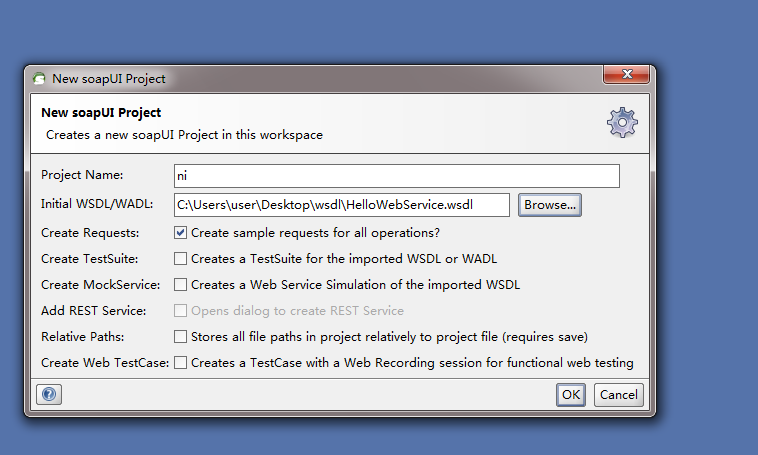 New soapUI Project
New soapUI Project
Creates a new soapUI Project in this workspace
Project Name: ni
Initial WSDL/WADL: C:\Users\user\Desktop\wsdl\HelloWebService.wsdl Browse...
Create Requests: Create sample requests for all operations?
Create TestSuite: Creates a TestSuite for the imported WSDL or WADL
Create MockService: Creates a Web Service Simulation of the imported WSDL
Add REST Service: Opens dialog to create REST Service
Relative Paths: Stores all file paths in project relatively to project file (requires save)
Create Web TestCase: Creates a TestCase with a Web Recording session for functional web testing
OK Cancel